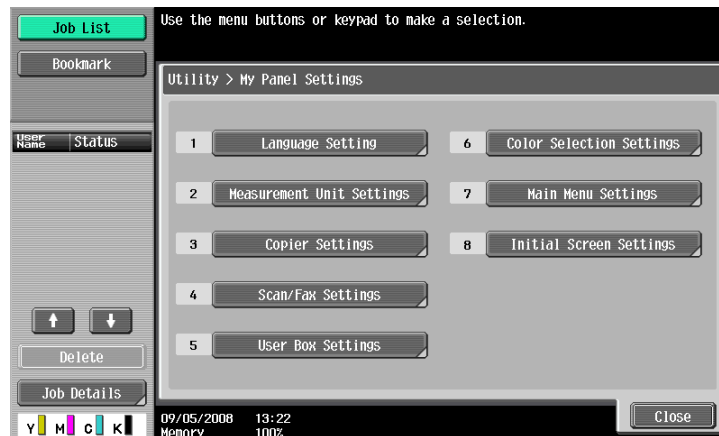 Job List
Bookmark
User Name Status
Delete
Job Details
Y M C K
Use the menu buttons or keypad to make a selection.
Utility > My Panel Settings
1 Language Setting
2 Measurement Unit Settings
3 Copier Settings
4 Scan/Fax Settings
5 User Box Settings
6 Color Selection Settings
7 Main Menu Settings
8 Initial Screen Settings
09/05/2008 13:22
Memory 100%
Close